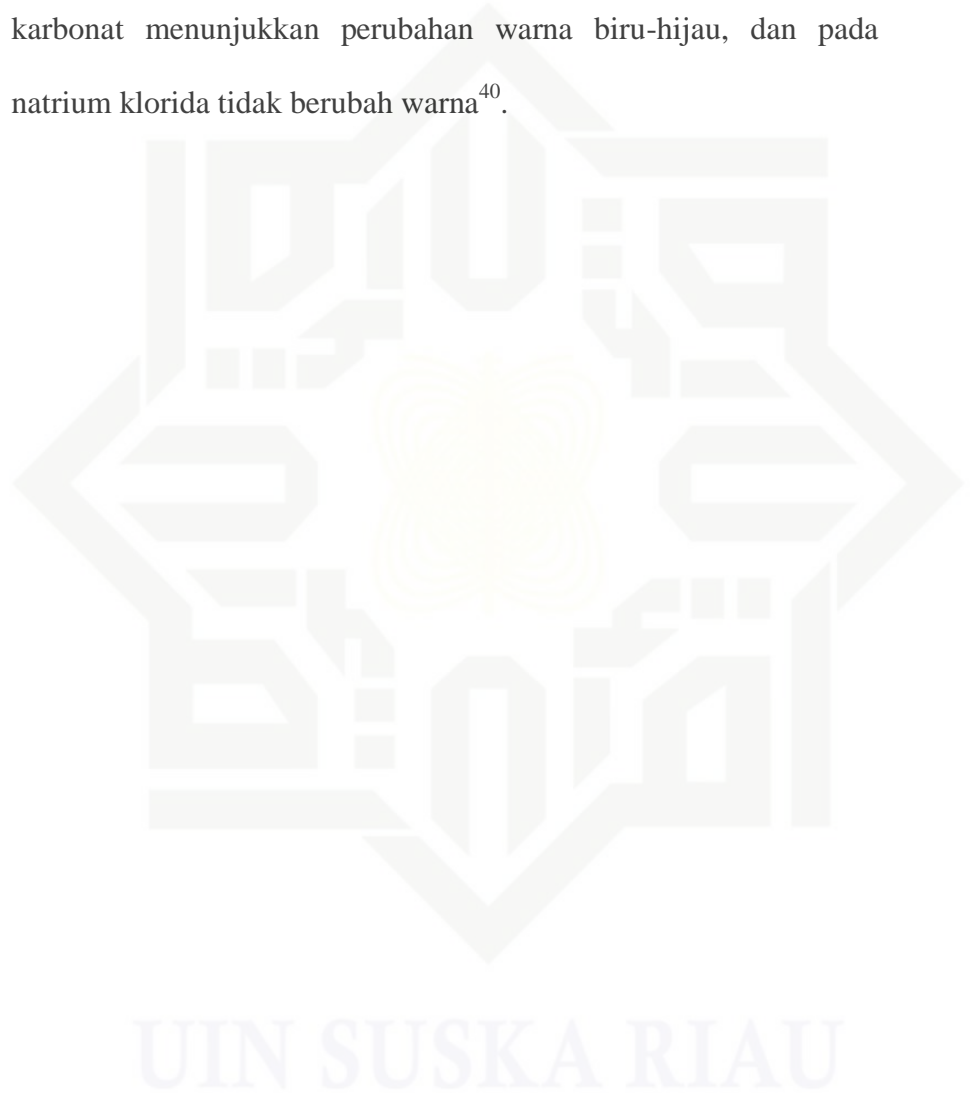 karbonat menunjukkan perubahan warna biru-hijau, dan pada
natrium klorida tidak berubah warna⁴⁰.
UIN SUSKA RIAU